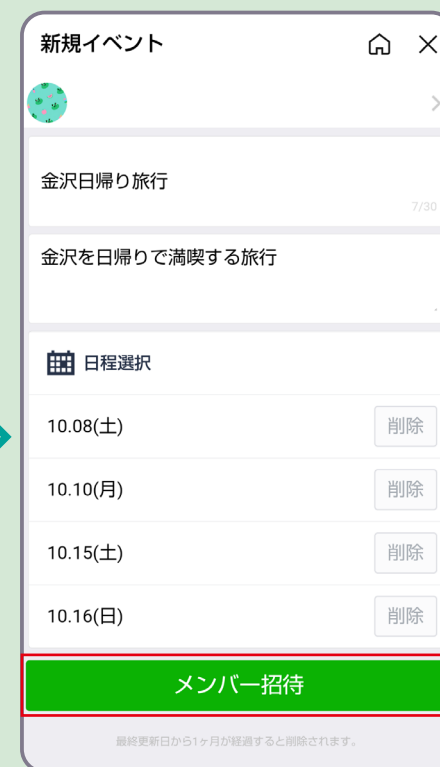 新規イベント
金沢日帰り旅行
7/30
金沢を日帰りで満喫する旅行
日程選択
10.08(土)
削除
10.10(月)
削除
10.15(土)
削除
10.16(日)
削除
メンバー招待
最終更新日から1ヶ月が経過すると削除されます。